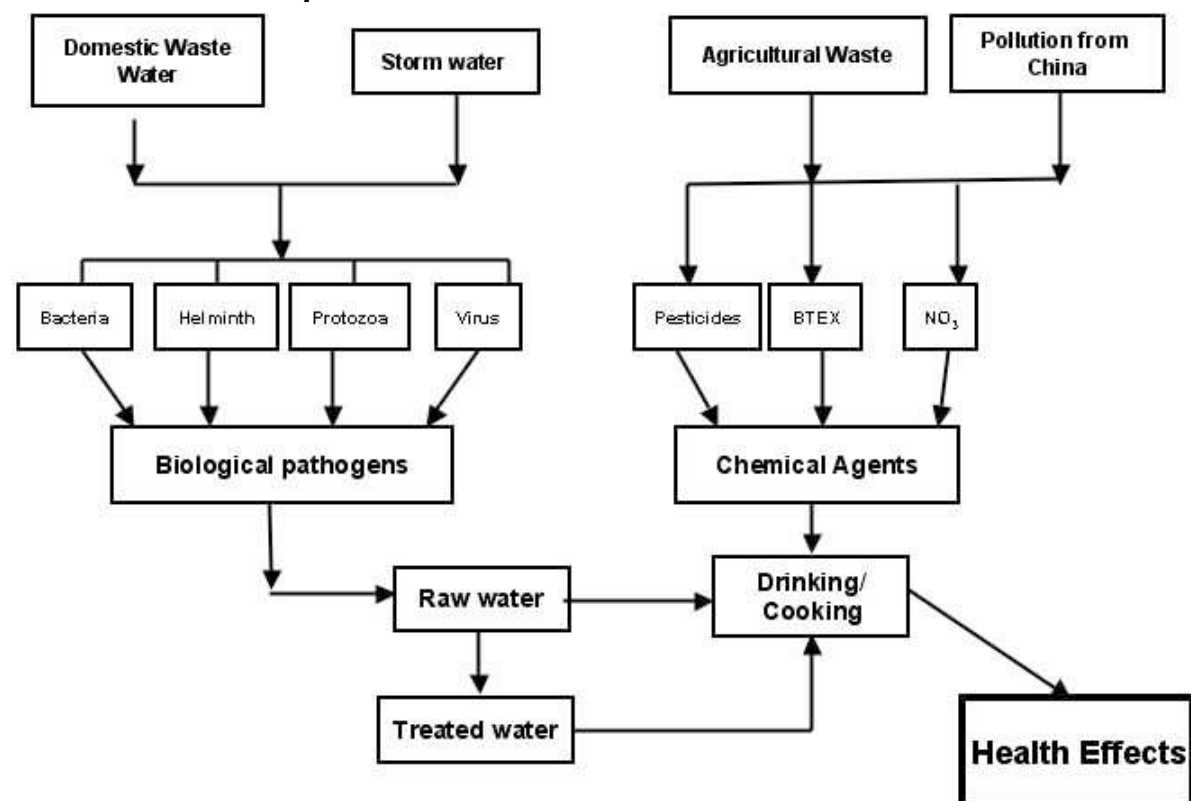 Domestic Waste
Water
Storm water
Agricultural Waste
Pollution from
China
Bacteria
Helminth
Protozoa
Virus
Pesticides
BTEX
NO₃
Biological pathogens
Chemical Agents
Raw water
Drinking/
Cooking
Treated water
Health Effects